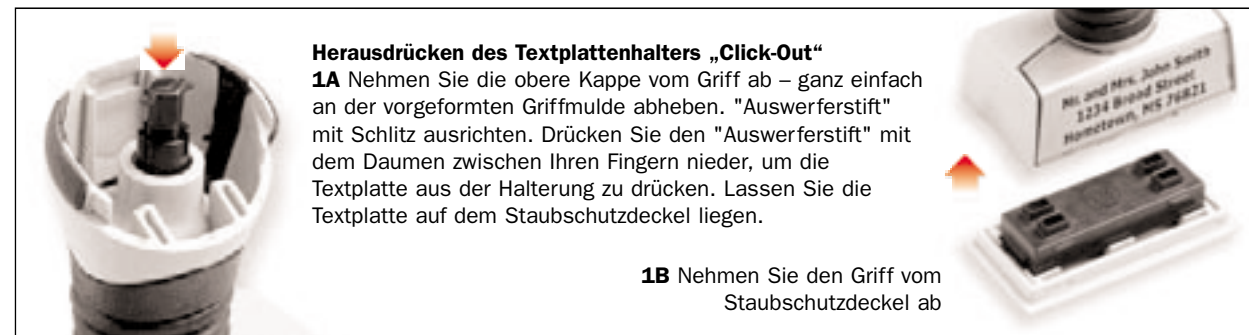 Herausdrücken des Textplattenhalters „Click-Out“
1A Nehmen Sie die obere Kappe vom Griff ab – ganz einfach
an der vorgeformten Griffmulde abheben. "Auswerferstift"
mit Schlitz ausrichten. Drücken Sie den "Auswerferstift" mit
dem Daumen zwischen Ihren Fingern nieder, um die
Textplatte aus der Halterung zu drücken. Lassen Sie die
Textplatte auf dem Staubschutzdeckel liegen.
1B Nehmen Sie den Griff vom
Staubschutzdeckel ab
Mr. and Mrs. John Smith
1234 Broad Street
Hometown, MS 76821